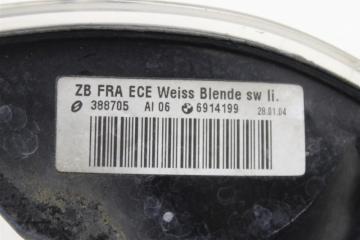 ZB FRA ECE Weiss Blende sw li.
388705 AI 06 6914199 28.01.04